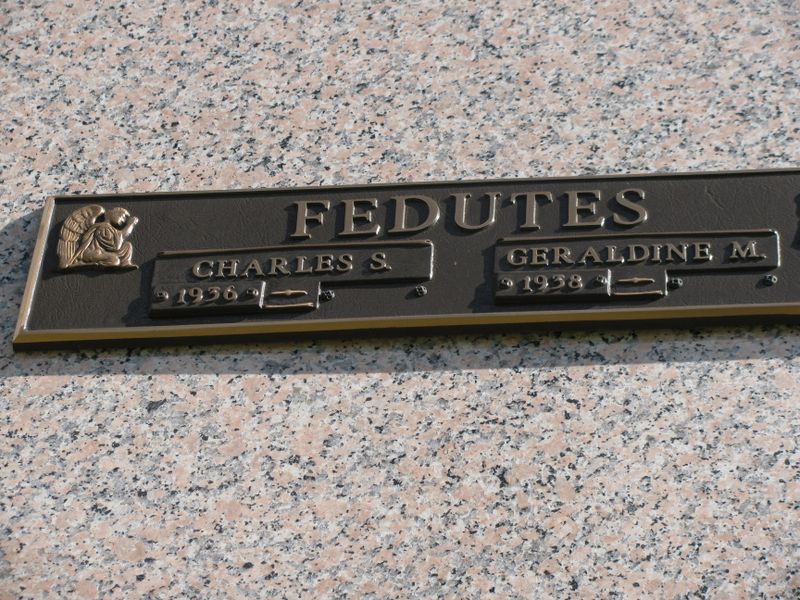 FEDUTES
CHARLES S.
1936
GERALDINE M.
1938